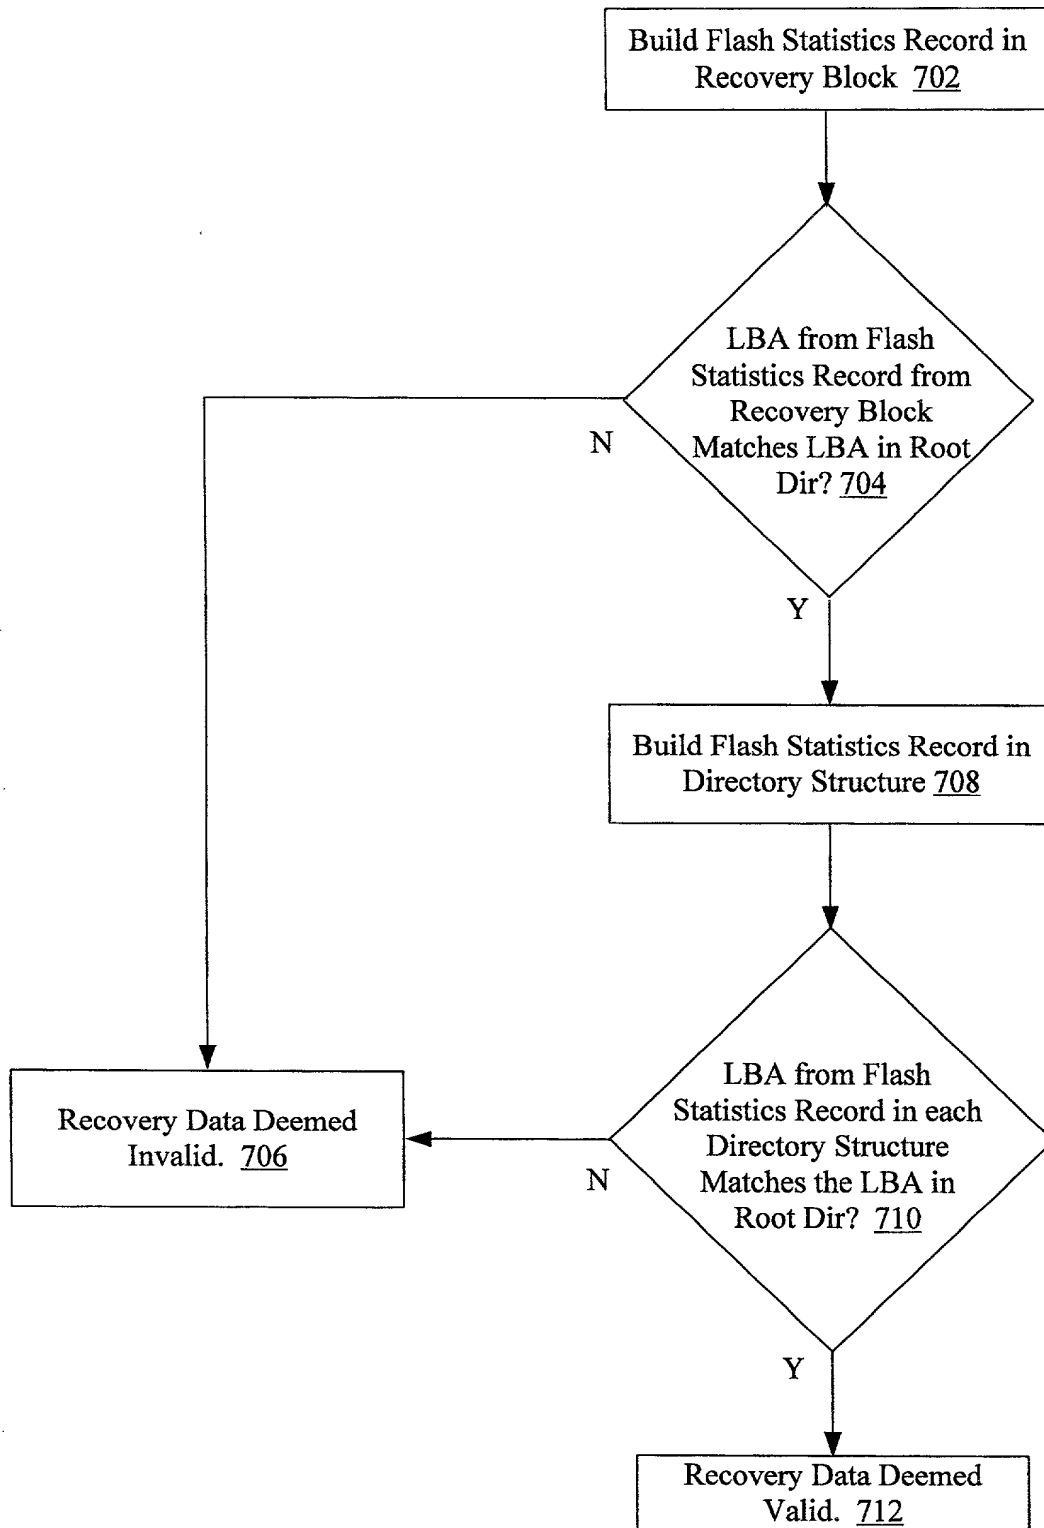 Build Flash Statistics Record in
Recovery Block 702
LBA from Flash
Statistics Record from
Recovery Block
Matches LBA in Root
Dir? 704
N
Y
Build Flash Statistics Record in
Directory Structure 708
LBA from Flash
Statistics Record in each
Directory Structure
Matches the LBA in
Root Dir? 710
Recovery Data Deemed
Invalid. 706
N
Y
Recovery Data Deemed
Valid. 712